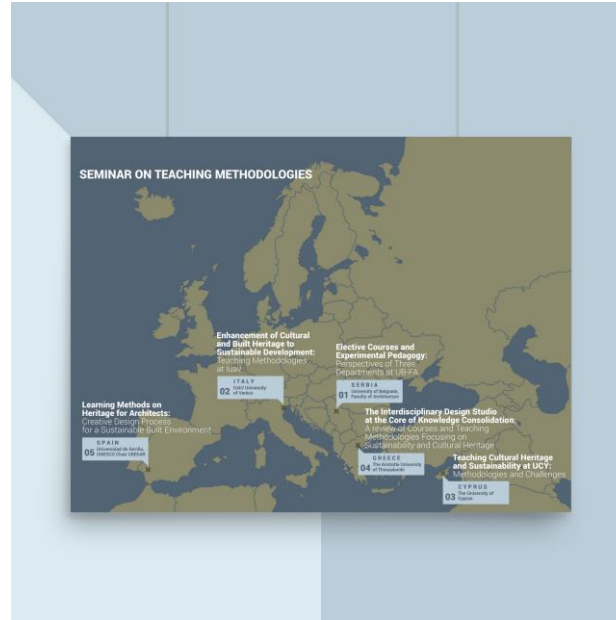 SEMINAR ON TEACHING METHODOLOGIES
Enhancement of Cultural
and Built Heritage to
Sustainable Development:
Teaching Methodologies
at Iuav
02
ITALY
IUAV University
of Venice
Elective Courses and
Experimental Pedagogy:
Perspectives of Three
Departments at UB-FA
01
SERBIA
University of Belgrade,
Faculty of Architecture
Learning Methods on
Heritage for Architects:
Creative Design Process
for a Sustainable Built Environment
05
SPAIN
Universidad de Sevilla,
UNESCO Chair CREhAR
The Interdisciplinary Design Studio
at the Core of Knowledge Consolidation:
A review of Courses and Teaching
Methodologies Focusing on
Sustainability and Cultural Heritage
04
GREECE
The Aristotle University
of Thessaloniki
Teaching Cultural Heritage
and Sustainability at UCY:
Methodologies and Challenges
03
CYPRUS
The University of
Cyprus